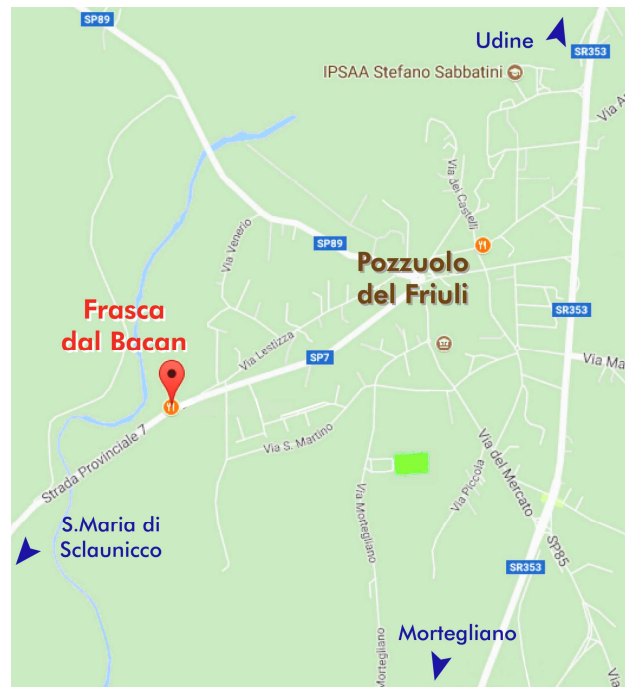 SP89
Udine
SR353
IPSAA Stefano Sabbatini
Via dei Castelli
Via Venerio
SP89
Pozzuolo
del Friuli
Frasca
dal Bacan
SR353
Via Lestizza
SP7
Via Ma
Strada Provinciale 7
Via S. Martino
Via del Mercato
Via Piccola
Via Mortegliano
S.Maria di
Sclaunicco
SP85
SR353
Mortegliano
Mortegliano